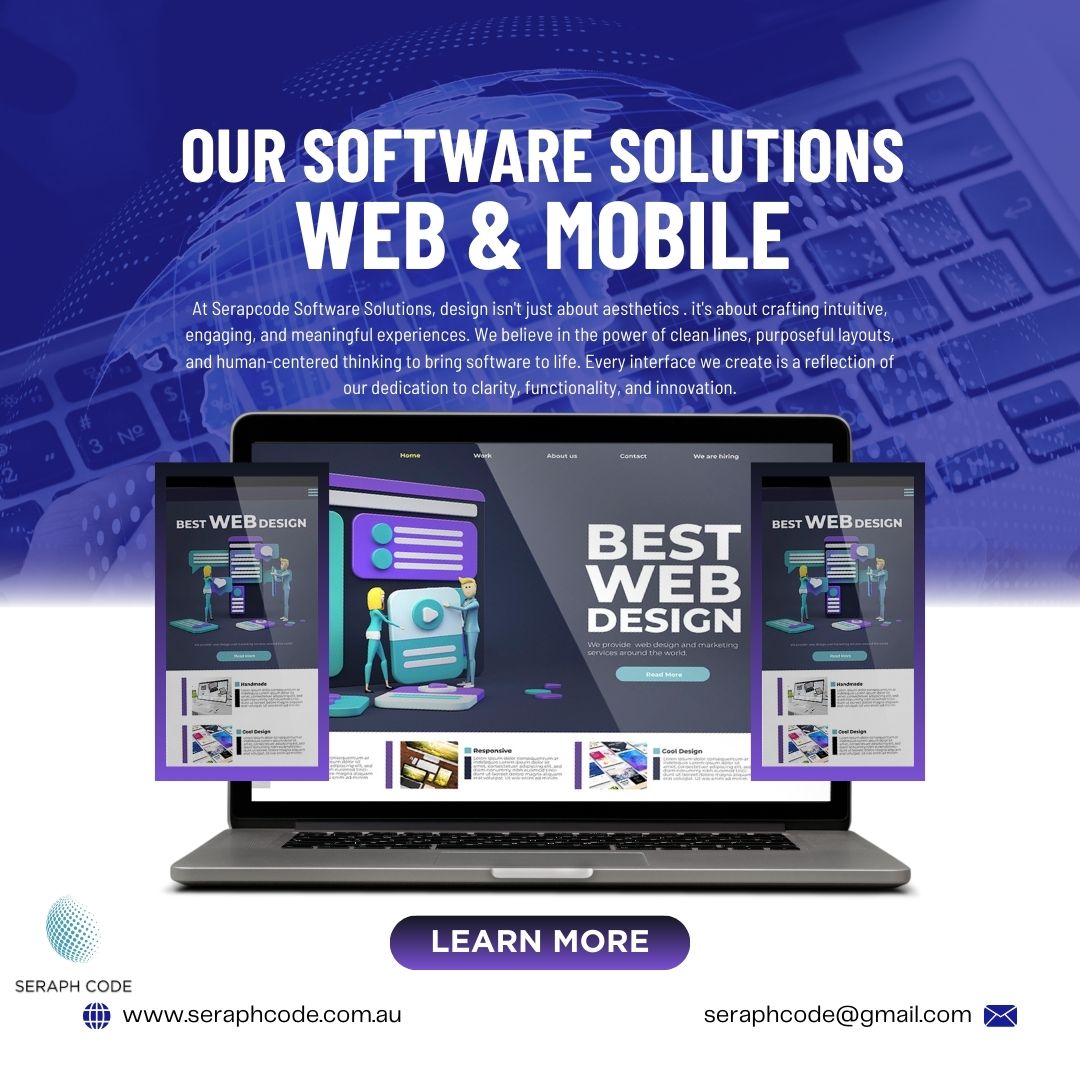 OUR SOFTWARE SOLUTIONS
WEB & MOBILE
At Serapcode Software Solutions, design isn't just about aesthetics . it's about crafting intuitive,
engaging, and meaningful experiences. We believe in the power of clean lines, purposeful layouts,
and human-centered thinking to bring software to life. Every interface we create is a reflection of
our dedication to clarity, functionality, and innovation.
Home Work About us Contact We are hiring
BEST WEB DESIGN
BEST
WEB
DESIGN
We provide web design and marketing
services around the world.
Read More
BEST WEB DESIGN
Read More
Handmade
Cool Design
Responsive
Cool Design
Read More
Handmade
Cool Design
LEARN MORE
SERAPH CODE
www.seraphcode.com.au
seraphcode@gmail.com